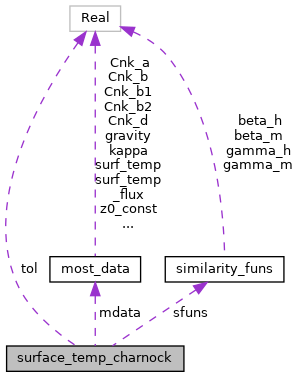 Real
Cnk_a
Cnk_b
Cnk_b1
Cnk_b2
Cnk_d
gravity
kappa
surf_temp
surf_temp
_flux
z0_const
...
beta_h
beta_m
gamma_h
gamma_m
tol
most_data
similarity_funs
mdata
sfuns
surface_temp_charnock